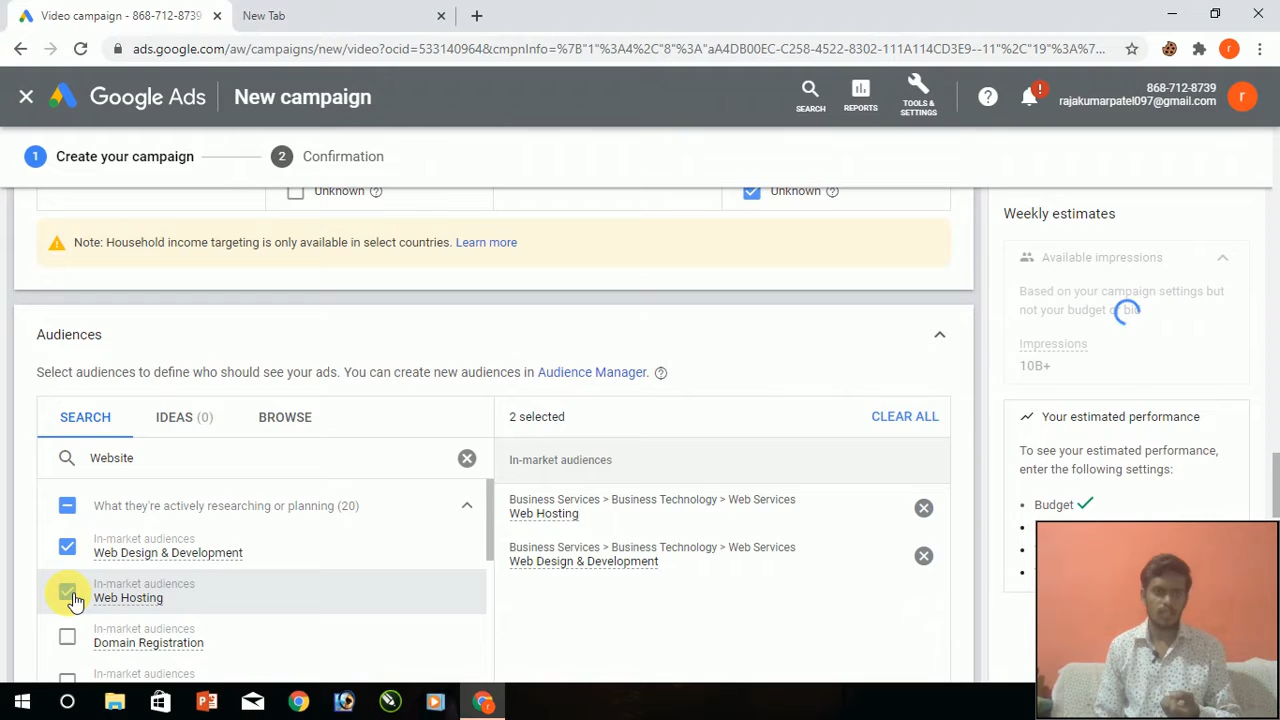 Video campaign - 868-712-8739
New Tab
ads.google.com/aw/campaigns/new/video?ocid=533140964&cmpnInfo=%7B"1"%3A4%2C"8"%3A"aA4DB00EC-C258-4522-8302-111A114CD3E9--11"%2C"19"%3A%7...
Google Ads
New campaign
SEARCH
REPORTS
TOOLS & SETTINGS
868-712-8739
rajakumarpatel097@gmail.com
r
1 Create your campaign
2 Confirmation
Unknown
Unknown
Note: Household income targeting is only available in select countries. Learn more
Audiences
Select audiences to define who should see your ads. You can create new audiences in Audience Manager.
SEARCH
IDEAS (0)
BROWSE
2 selected
CLEAR ALL
Website
In-market audiences
What they're actively researching or planning (20)
Business Services > Business Technology > Web Services
Web Hosting
In-market audiences
Web Design & Development
Business Services > Business Technology > Web Services
Web Design & Development
In-market audiences
Web Hosting
In-market audiences
Domain Registration
In-market audiences
Weekly estimates
Available impressions
Based on your campaign settings but
not your budget or bid
Impressions
10B+
Your estimated performance
To see your estimated performance,
enter the following settings:
Budget